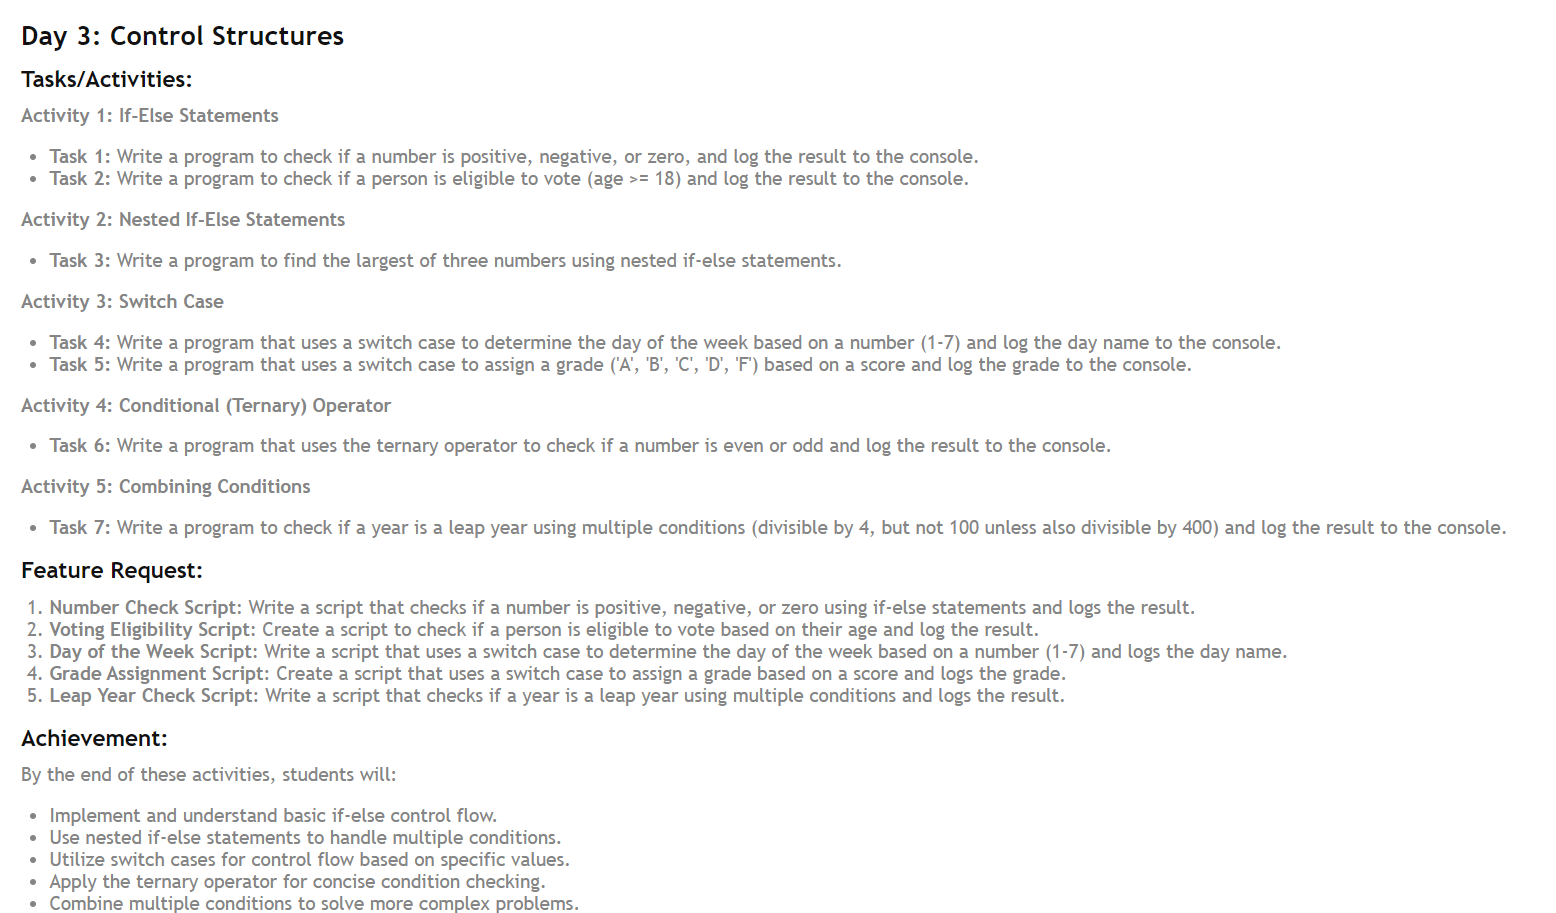 Day 3: Control Structures
Tasks/Activities:
Activity 1: If-Else Statements
• Task 1: Write a program to check if a number is positive, negative, or zero, and log the result to the console.
• Task 2: Write a program to check if a person is eligible to vote (age >= 18) and log the result to the console.
Activity 2: Nested If-Else Statements
• Task 3: Write a program to find the largest of three numbers using nested if-else statements.
Activity 3: Switch Case
• Task 4: Write a program that uses a switch case to determine the day of the week based on a number (1-7) and log the day name to the console.
• Task 5: Write a program that uses a switch case to assign a grade ('A', 'B', 'C', 'D', 'F') based on a score and log the grade to the console.
Activity 4: Conditional (Ternary) Operator
• Task 6: Write a program that uses the ternary operator to check if a number is even or odd and log the result to the console.
Activity 5: Combining Conditions
• Task 7: Write a program to check if a year is a leap year using multiple conditions (divisible by 4, but not 100 unless also divisible by 400) and log the result to the console.
Feature Request:
1. Number Check Script: Write a script that checks if a number is positive, negative, or zero using if-else statements and logs the result.
2. Voting Eligibility Script: Create a script to check if a person is eligible to vote based on their age and log the result.
3. Day of the Week Script: Write a script that uses a switch case to determine the day of the week based on a number (1-7) and logs the day name.
4. Grade Assignment Script: Create a script that uses a switch case to assign a grade based on a score and logs the grade.
5. Leap Year Check Script: Write a script that checks if a year is a leap year using multiple conditions and logs the result.
Achievement:
By the end of these activities, students will:
• Implement and understand basic if-else control flow.
• Use nested if-else statements to handle multiple conditions.
• Utilize switch cases for control flow based on specific values.
• Apply the ternary operator for concise condition checking.
• Combine multiple conditions to solve more complex problems.